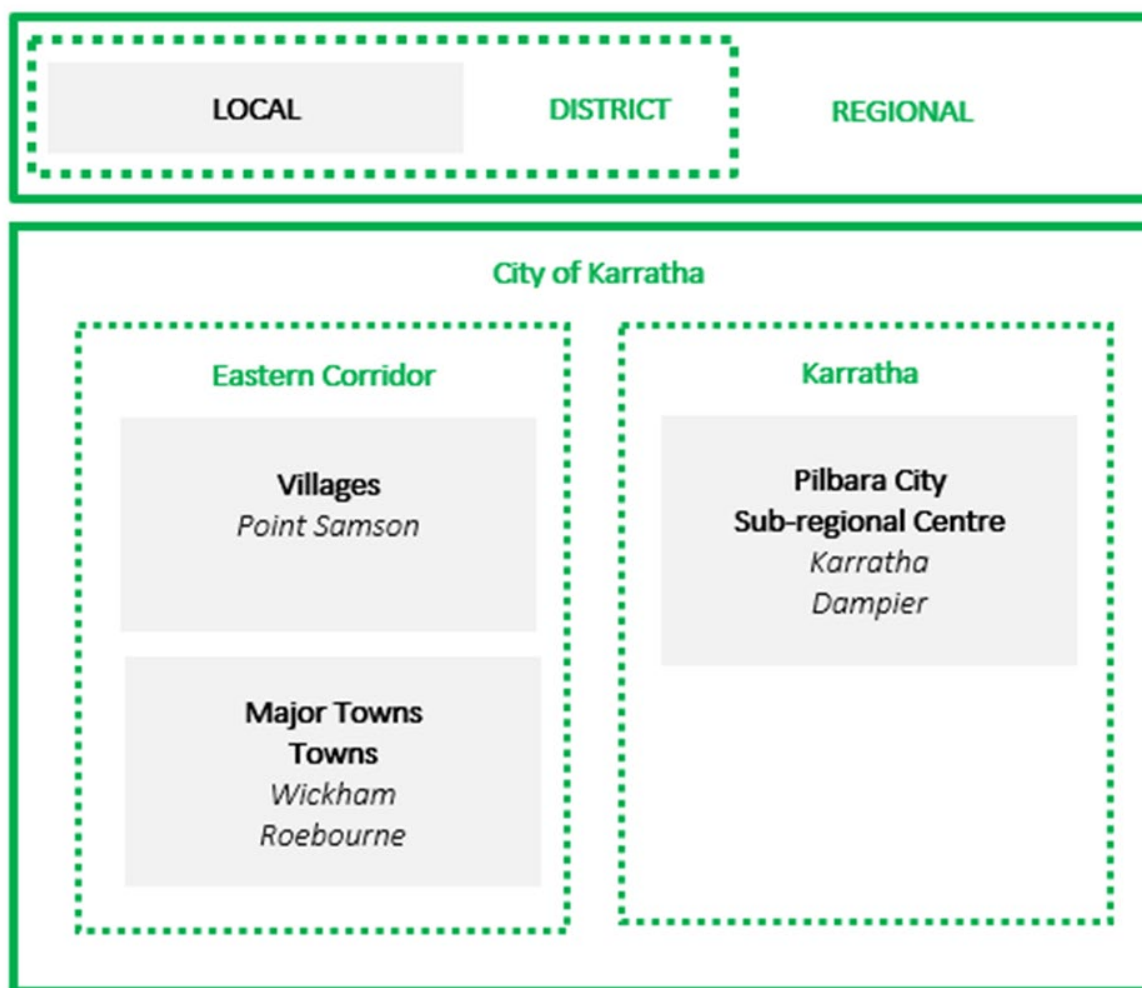 LOCAL
DISTRICT
REGIONAL
City of Karratha
Eastern Corridor
Villages
Point Samson
Major Towns
Towns
Wickham
Roebourne
Karratha
Pilbara City
Sub-regional Centre
Karratha
Dampier